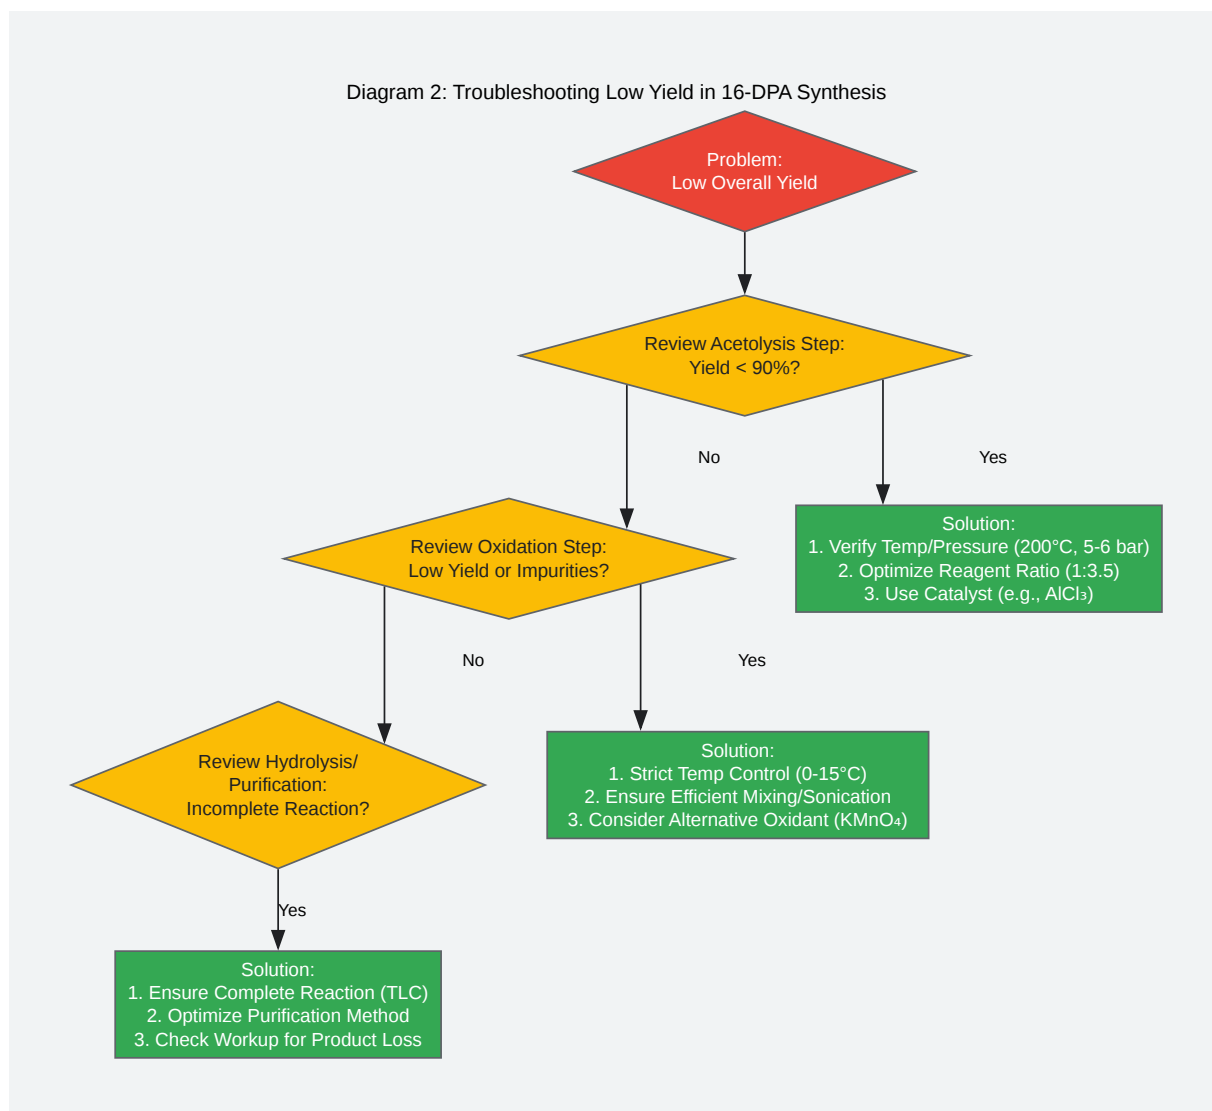 Diagram 2: Troubleshooting Low Yield in 16-DPA Synthesis
Problem:
Low Overall Yield
Review Acetolysis Step:
Yield < 90%?
No
Yes
Solution:
1. Verify Temp/Pressure (200°C, 5-6 bar)
2. Optimize Reagent Ratio (1:3.5)
3. Use Catalyst (e.g., AlCl₃)
Review Oxidation Step:
Low Yield or Impurities?
No
Yes
Solution:
1. Strict Temp Control (0-15°C)
2. Ensure Efficient Mixing/Sonication
3. Consider Alternative Oxidant (KMnO₄)
Review Hydrolysis/
Purification:
Incomplete Reaction?
Yes
Solution:
1. Ensure Complete Reaction (TLC)
2. Optimize Purification Method
3. Check Workup for Product Loss